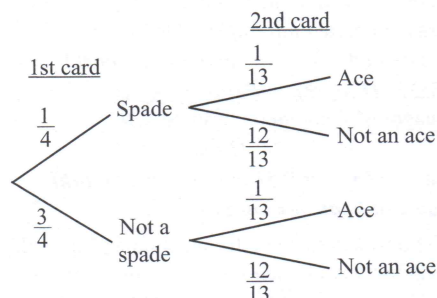 2nd card
1st card
1/13
Ace
1/4
Spade
12/13
Not an ace
3/4
Not a
spade
1/13
Ace
12/13
Not an ace